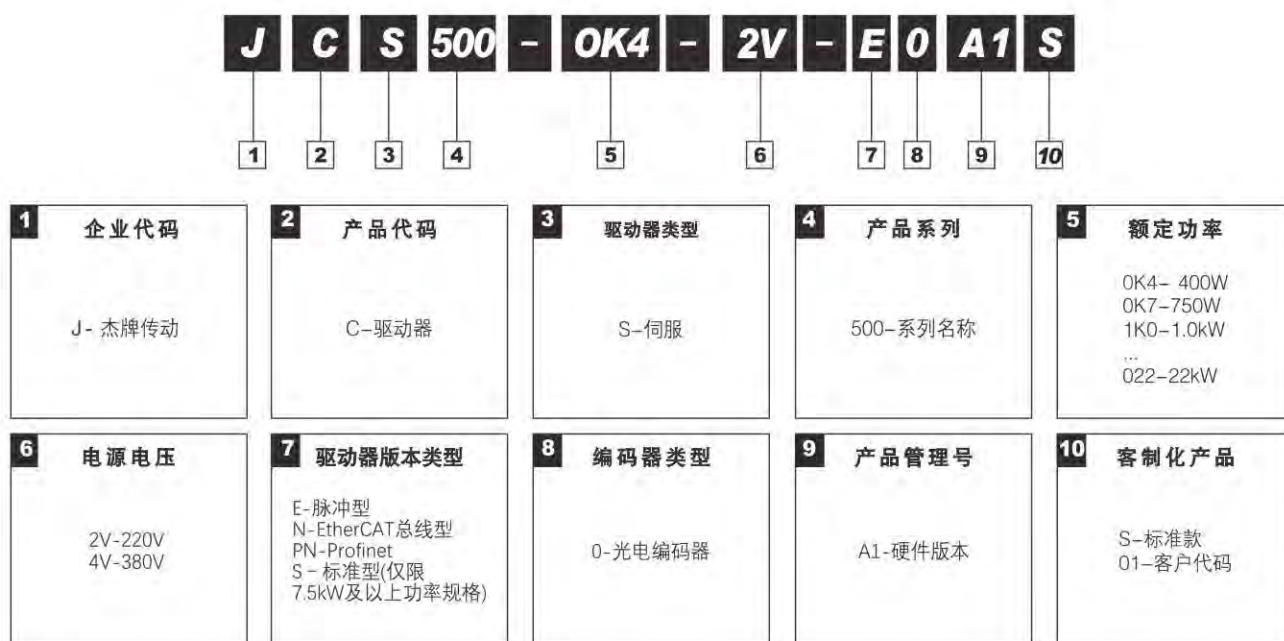 J C S 500 - 0K4 - 2V - E 0 A1 S
1 2 3 4 5 6 7 8 9 10
1 企业代码
J- 杰牌传动
2 产品代码
C-驱动器
3 驱动器类型
S-伺服
4 产品系列
500-系列名称
5 额定功率
0K4- 400W
0K7-750W
1K0-1.0kW
...
022-22kW
6 电源电压
2V-220V
4V-380V
7 驱动器版本类型
E-脉冲型
N-EtherCAT总线型
PN-Profinet
S-标准型(仅限
7.5kW及以上功率规格)
8 编码器类型
0-光电编码器
9 产品管理号
A1-硬件版本
10 客制化产品
S-标准款
01-客户代码